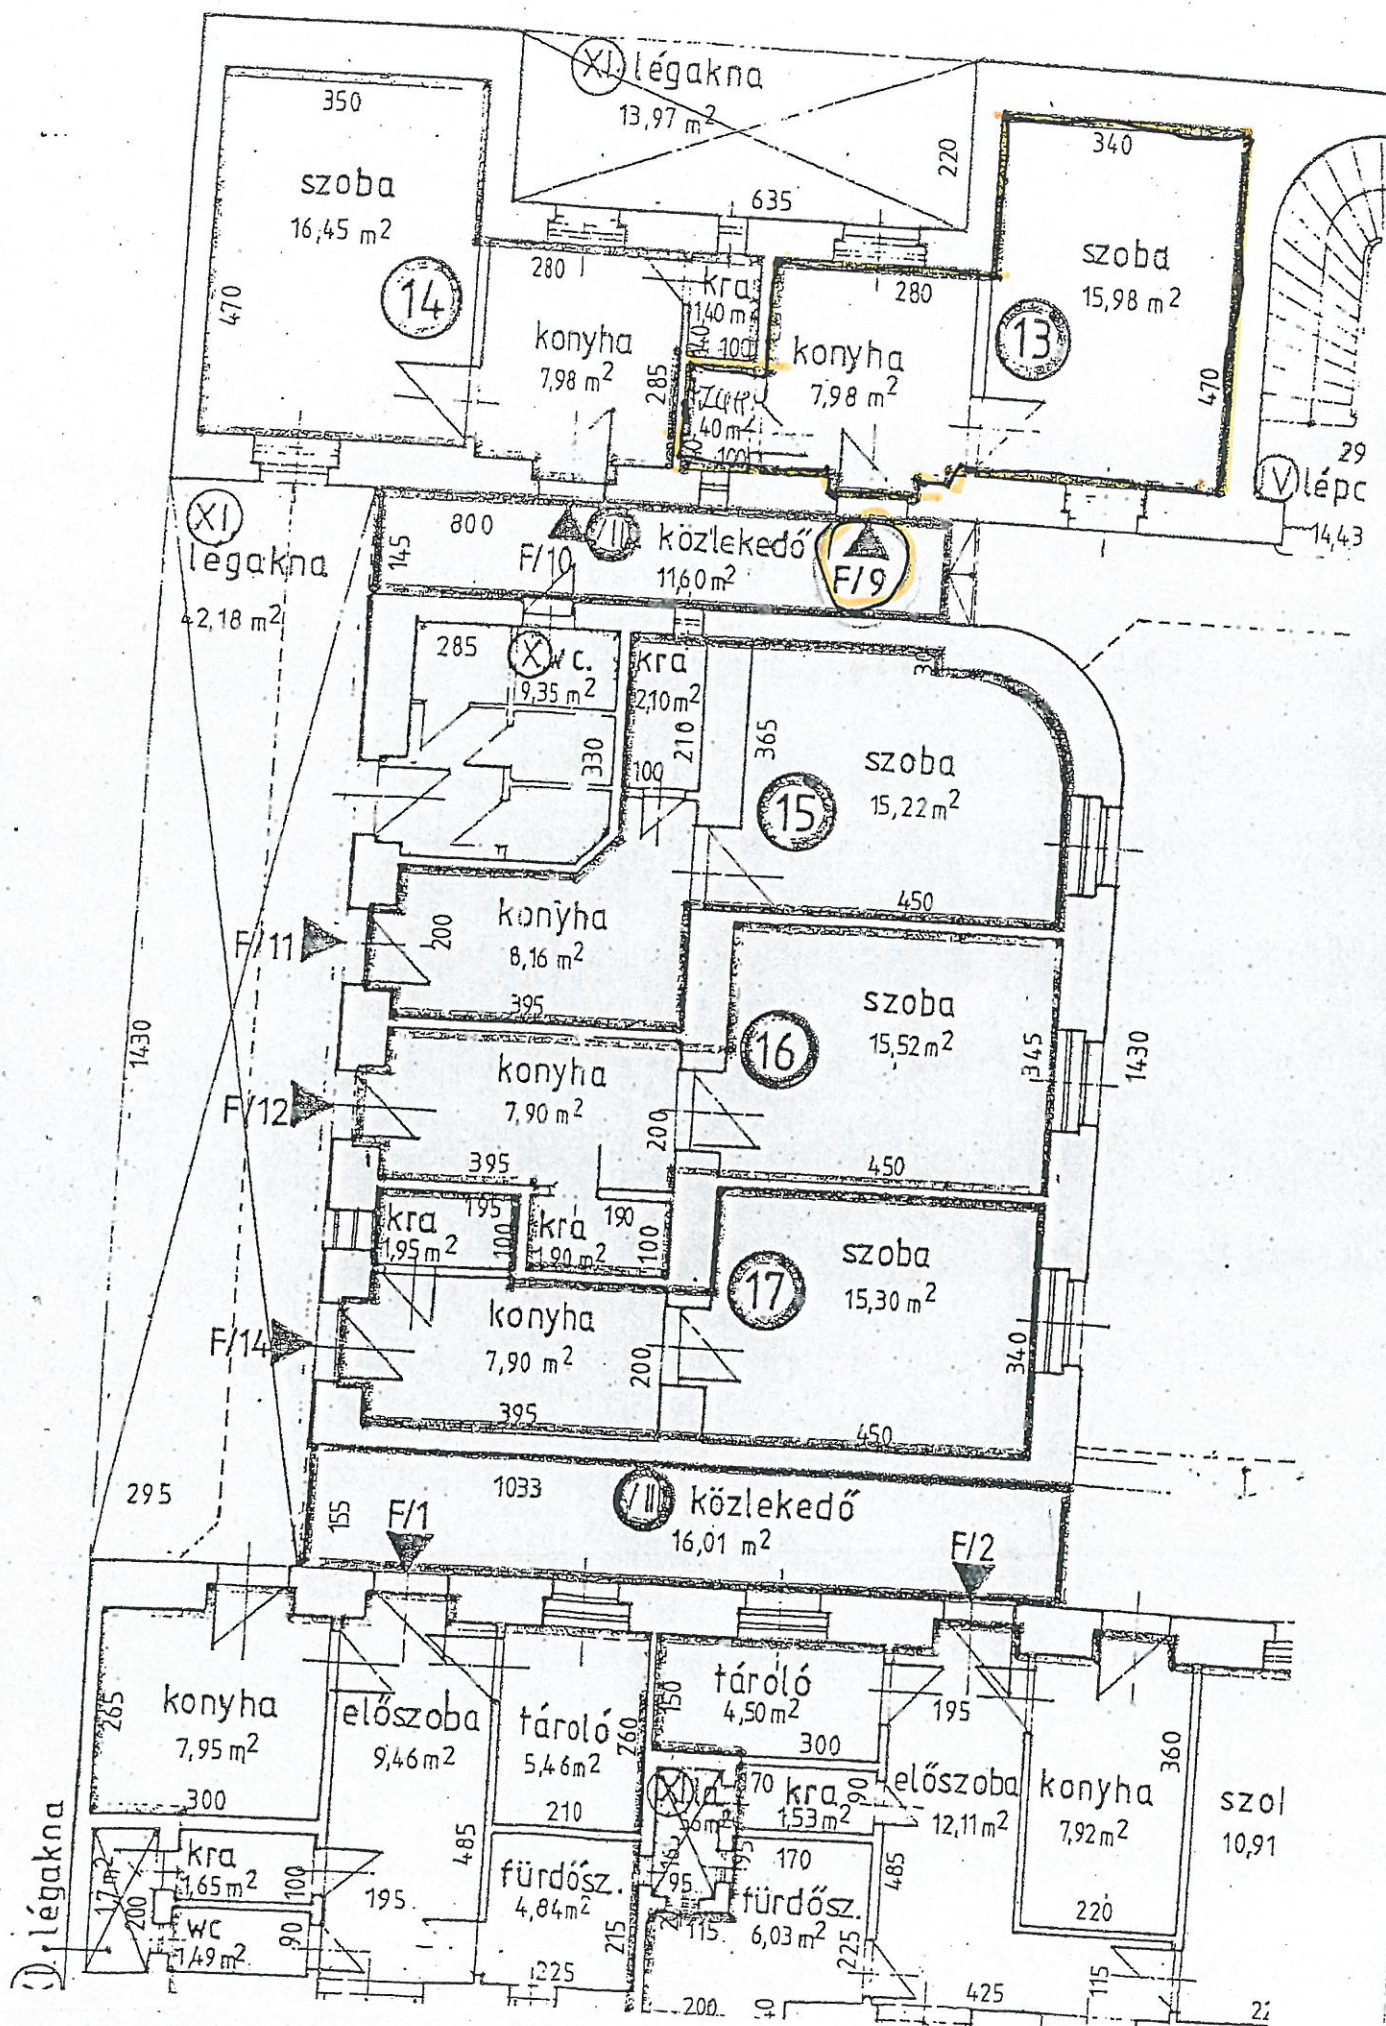 XI légakna
13,97 m²
220
635
350
szoba
16,45 m²
470
14
280
konyha
7,98 m²
285
kra
1,40 m²
140
100
280
konyha
7,98 m²
40 m²
100
13
340
szoba
15,98 m²
470
29
IV lépc
14,43
XI
légakna
42,18 m²
800
145
F/10
VII
közlekedő
11,60 m²
F/9
285
X wc.
9,35 m²
330
kra
2,10 m²
210
100
30
365
szoba
15,22 m²
15
450
F/11
200
konyha
8,16 m²
395
szoba
15,52 m²
16
345
1430
1430
konyha
7,90 m²
F/12
200
395
450
195
kra
1,95 m²
100
190
kra
1,90 m²
100
szoba
15,30 m²
17
340
konyha
7,90 m²
F/14
200
395
450
295
1033
155
F/1
VIII közlekedő
16,01 m²
F/2
265
konyha
7,95 m²
300
előszoba
9,46 m²
485
195
tároló
5,46 m²
260
210
150
tároló
4,50 m²
300
195
70
kra
1,53 m²
90
előszoba
12,11 m²
485
konyha
7,92 m²
360
220
szol
10,91
XI
95
95
légakna
17 m²
200
kra
1,65 m²
100
wc
1,49 m²
90
fürdősz.
4,84 m²
215
225
170
fürdősz.
6,03 m²
115
225
200
425
115